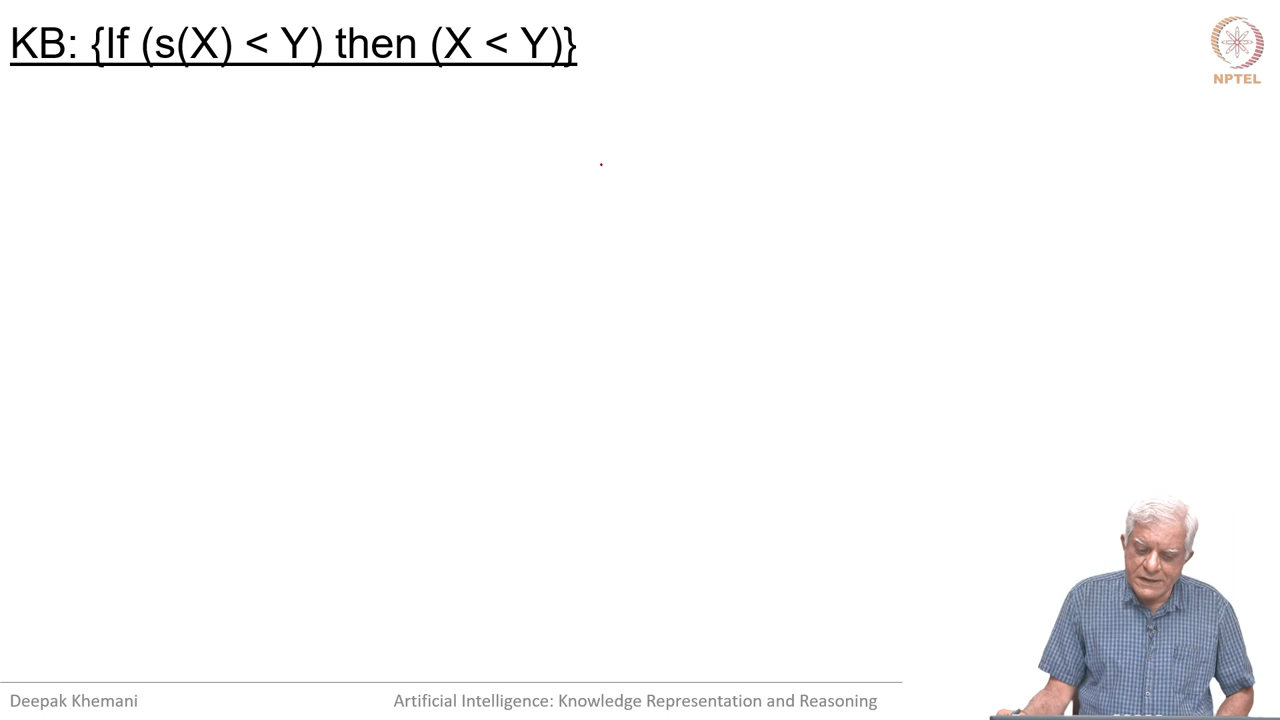 KB: {If (s(X) < Y) then (X < Y)}
NPTEL
Deepak Khemani
Artificial Intelligence: Knowledge Representation and Reasoning